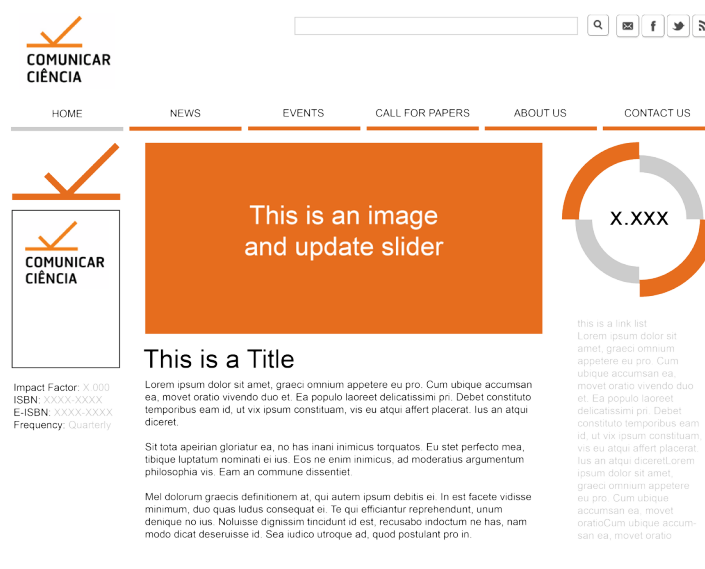 COMUNICAR
CIÊNCIA
HOME
NEWS
EVENTS
CALL FOR PAPERS
ABOUT US
CONTACT US
COMUNICAR
CIÊNCIA
Impact Factor: X.000
ISBN: XXXX-XXXX
E-ISBN: XXXX-XXXX
Frequency: Quarterly
This is an image
and update slider
This is a Title
Lorem ipsum dolor sit amet, graeci omnium appetere eu pro. Cum ubique accumsan
ea, movet oratio vivendo duo et. Ea populo laoreet delicatissimi pri. Debet constituto
temporibus eam id, ut vix ipsum constituam, vis eu atqui affert placerat. Ius an atqui
diceret.
Sit tota apeirian gloriatur ea, no has inani inimicus torquatos. Eu stet perfecto mea,
tibique luptatum nominati ei ius. Eos ne enim inimicus, ad moderatius argumentum
philosophia vis. Eam an commune dissentiet.
Mel dolorum graecis definitionem at, qui autem ipsum debitis ei. In est facete vidisse
minimum, duo quas ludus consequat ei. Te qui efficiantur reprehendunt, unum
denique no ius. Noluisse dignissim tincidunt id est, recusabo indoctum ne has, nam
modo dicat deseruisse id. Sea iudico utroque ad, quod postulant pro in.
x.xxx
this is a link list
Lorem ipsum dolor sit
amet, graeci omnium
appetere eu pro. Cum
ubique accumsan ea,
movet oratio vivendo duo
et. Ea populo laoreet
delicatissimi pri. Debet
constituto temporibus eam
id, ut vix ipsum constituam,
vis eu atqui affert placerat.
Ius an atqui diceretLorem
ipsum dolor sit amet,
graeci omnium appetere
eu pro. Cum ubique
accumsan ea, movet
oratioCum ubique accum-
san ea, movet oratio